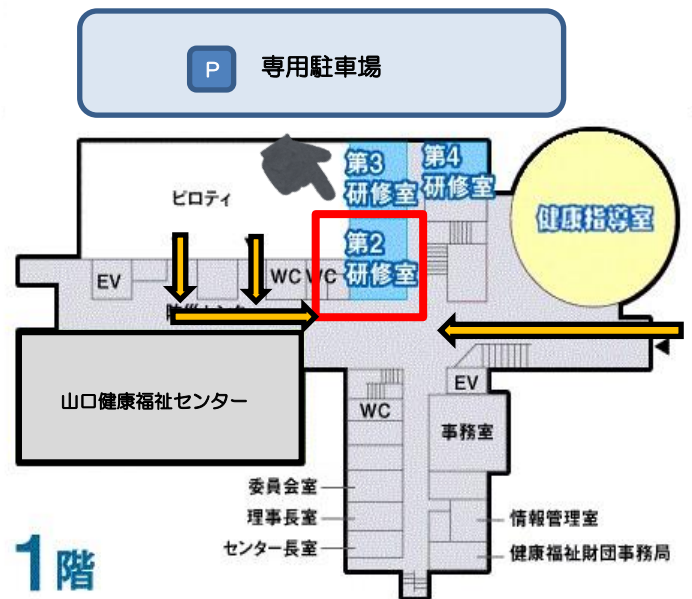 P 専用駐車場
第3
研修室
第4
研修室
ピロティ
健康指導室
第2
研修室
EV
WC
WC
山口健康福祉センター
EV
WC
事務室
委員会室
理事長室
センター長室
情報管理室
健康福祉財団事務局
1階